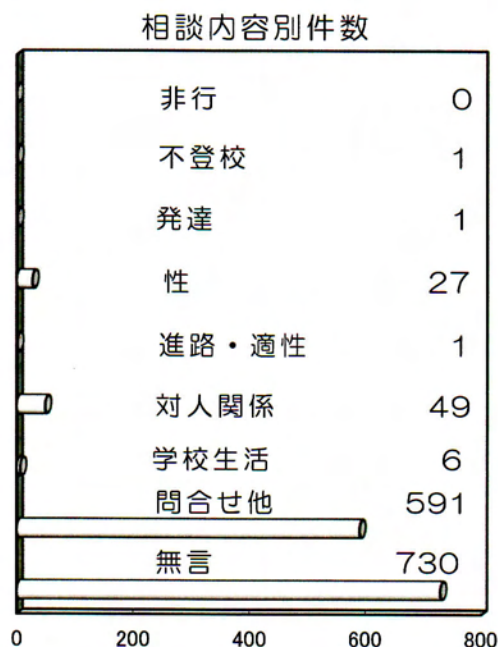 相談内容別件数
非行 0
不登校 1
発達 1
性 27
進路・適性 1
対人関係 49
学校生活 6
問合せ他 591
無言 730
0 200 400 600 800